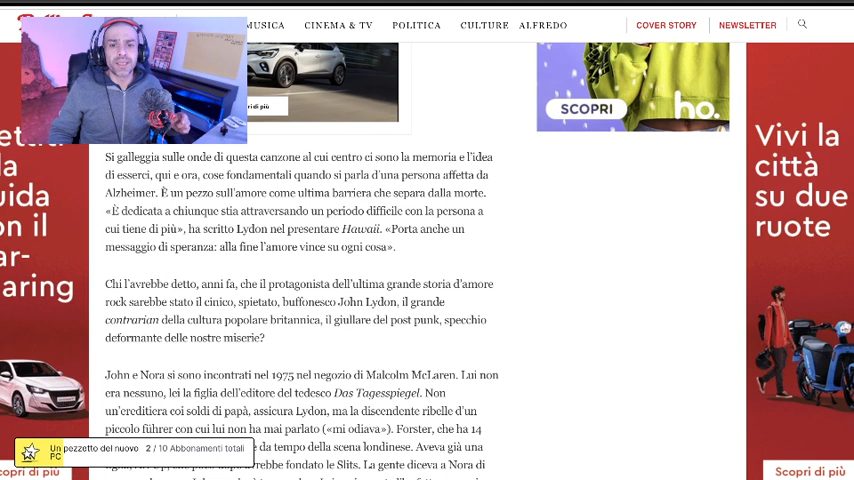 MUSICA CINEMA & TV POLITICA CULTURE ALFREDO COVER STORY NEWSLETTER
di più
SCOPRI
ho.
Si galleggia sulle onde di questa canzone al cui centro ci sono la memoria e l'idea
di esserci, qui e ora, cose fondamentali quando si parla d'una persona affetta da
Alzheimer. È un pezzo sull'amore come ultima barriera che separa dalla morte.
«È dedicata a chiunque stia attraversando un periodo difficile con la persona a
cui tiene di più», ha scritto Lydon nel presentare Hawaii. «Porta anche un
messaggio di speranza: alla fine l'amore vince su ogni cosa».
Chi l'avrebbe detto, anni fa, che il protagonista dell'ultima grande storia d'amore
rock sarebbe stato il cinico, spietato, buffonesco John Lydon, il grande
contrarian della cultura popolare britannica, il giullare del post punk, specchio
deformante delle nostre miserie?
John e Nora si sono incontrati nel 1975 nel negozio di Malcolm McLaren. Lui non
era nessuno, lei la figlia dell'editore del tedesco Das Tagesspiegel. Non
un'ereditiera coi soldi di papà, assicura Lydon, ma la discendente ribelle d'un
piccolo führer con cui lui non ha mai parlato («mi odiava»). Forster, che ha 14
e da tempo della scena londinese. Aveva già una
vrebbe fondato le Slits. La gente diceva a Nora di
Un pezzetto del nuovo PC 2 / 10 Abbonamenti totali
Vivi la
città
su due
ruote
Scopri di più
la
uida
on il
ar-
aring
copri di più